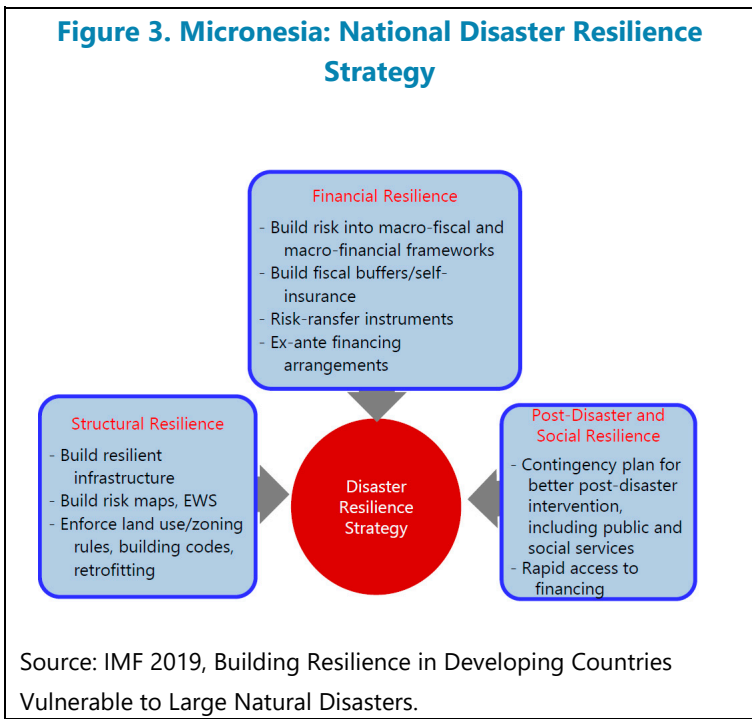 Figure 3. Micronesia: National Disaster Resilience
Strategy
Financial Resilience
- Build risk into macro-fiscal and
macro-financial frameworks
- Build fiscal buffers/self-
insurance
- Risk-ransfer instruments
- Ex-ante financing
arrangements
Structural Resilience
- Build resilient
infrastructure
- Build risk maps, EWS
- Enforce land use/zoning
rules, building codes,
retrofitting
Disaster
Resilience
Strategy
Post-Disaster and
Social Resilience
- Contingency plan for
better post-disaster
intervention,
including public and
social services
- Rapid access to
financing
Source: IMF 2019, Building Resilience in Developing Countries
Vulnerable to Large Natural Disasters.